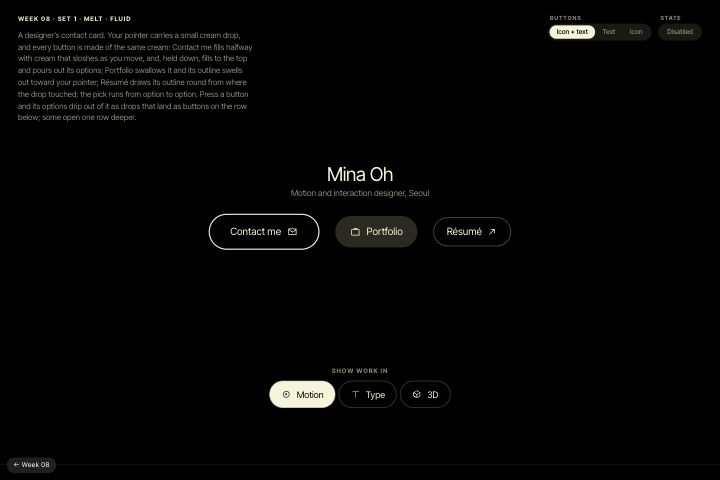 WEEK 08 · SET 1 · MELT · FLUID
A designer's contact card. Your pointer carries a small cream drop,
and every button is made of the same cream: Contact me fills halfway
with cream that sloshes as you move, and, held down, fills to the top
and pours out its options; Portfolio swallows it and its outline swells
out toward your pointer; Résumé draws its outline round from where
the drop touched; the pick runs from option to option. Press a button
and its options drip out of it as drops that land as buttons on the row
below; some open one row deeper.
BUTTONS
Icon + text
Text
Icon
STATE
Disabled
Mina Oh
Motion and interaction designer, Seoul
Contact me
Portfolio
Résumé
SHOW WORK IN
Motion
Type
3D
← Week 08